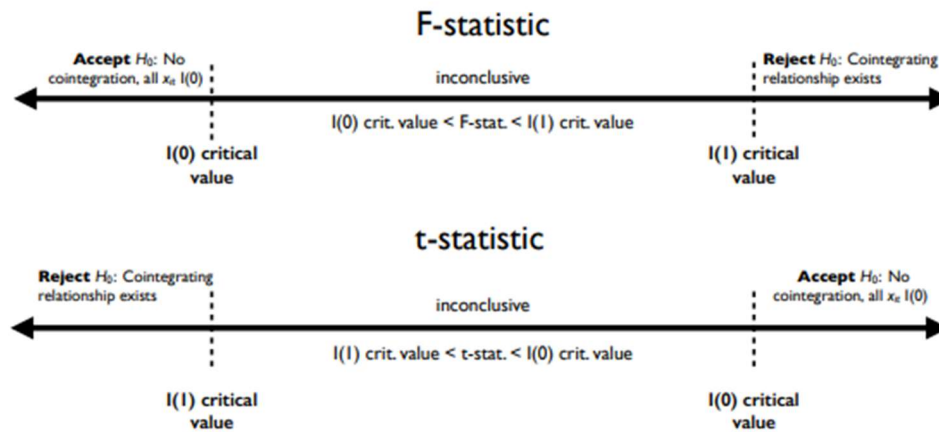 F-statistic
Accept H₀: No
cointegration, all xᵢₜ I(0)
inconclusive
Reject H₀: Cointegrating
relationship exists
I(0) crit. value < F-stat. < I(1) crit. value
I(0) critical
value
I(1) critical
value
t-statistic
Reject H₀: Cointegrating
relationship exists
inconclusive
Accept H₀: No
cointegration, all xᵢₜ I(0)
I(1) crit. value < t-stat. < I(0) crit. value
I(1) critical
value
I(0) critical
value